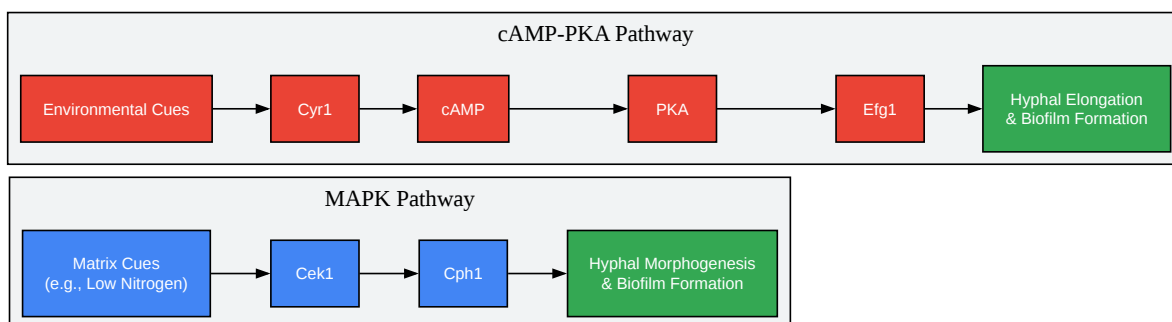 cAMP-PKA Pathway
Environmental Cues
Cyr1
cAMP
PKA
Efg1
Hyphal Elongation
& Biofilm Formation
MAPK Pathway
Matrix Cues
(e.g., Low Nitrogen)
Cek1
Cph1
Hyphal Morphogenesis
& Biofilm Formation